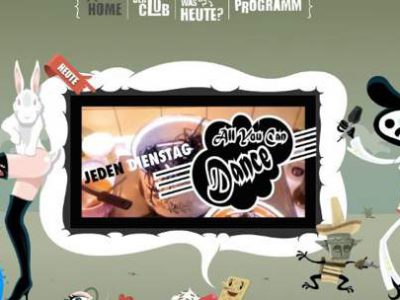 HOME
CLUB
WAS
HEUTE?
PROGRAMM
HEUTE
JEDEN DIENSTAG
All You Can
Dance